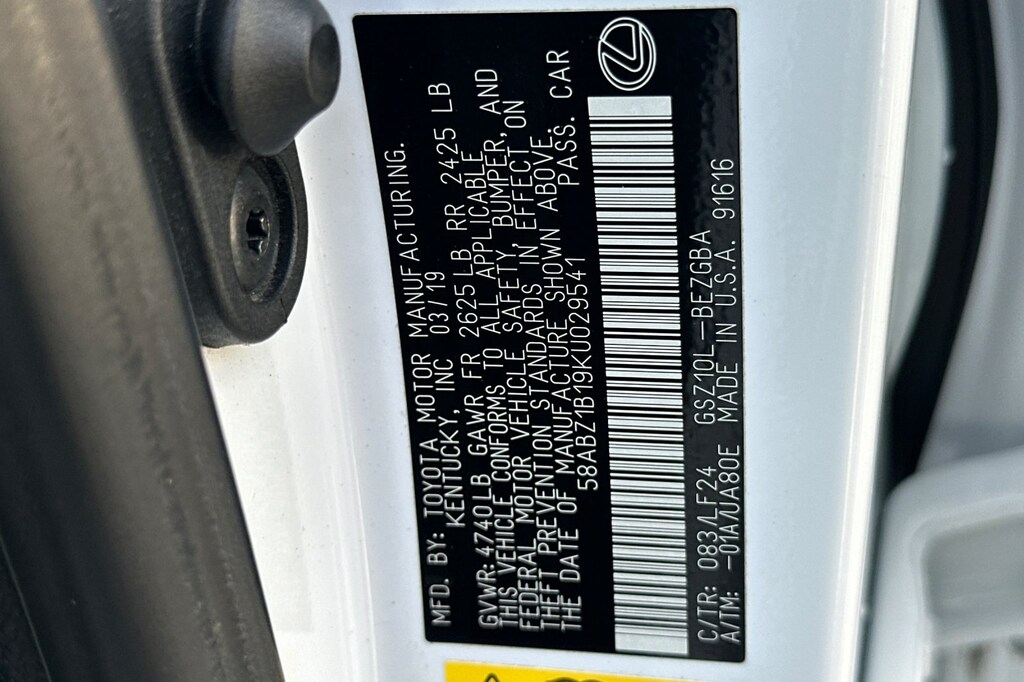 MFD. BY: TOYOTA MOTOR MANUFACTURING.
KENTUCKY, INC 03/19
GVWR: 4740LB GAWR FR 2625LB RR 2425 LB
THIS VEHICLE CONFORMS TO ALL APPLICABLE
FEDERAL MOTOR VEHICLE SAFETY, BUMPER, AND
THEFT PREVENTION STANDARDS IN EFFECT ON
THE DATE OF MANUFACTURE SHOWN ABOVE.
58ABZ1B19KU029541 PASS. CAR
C/TR: 083/LF24 GSZ10L-BEZGBA
A/TM: -01A/UA80E MADE IN U.S.A. 91616